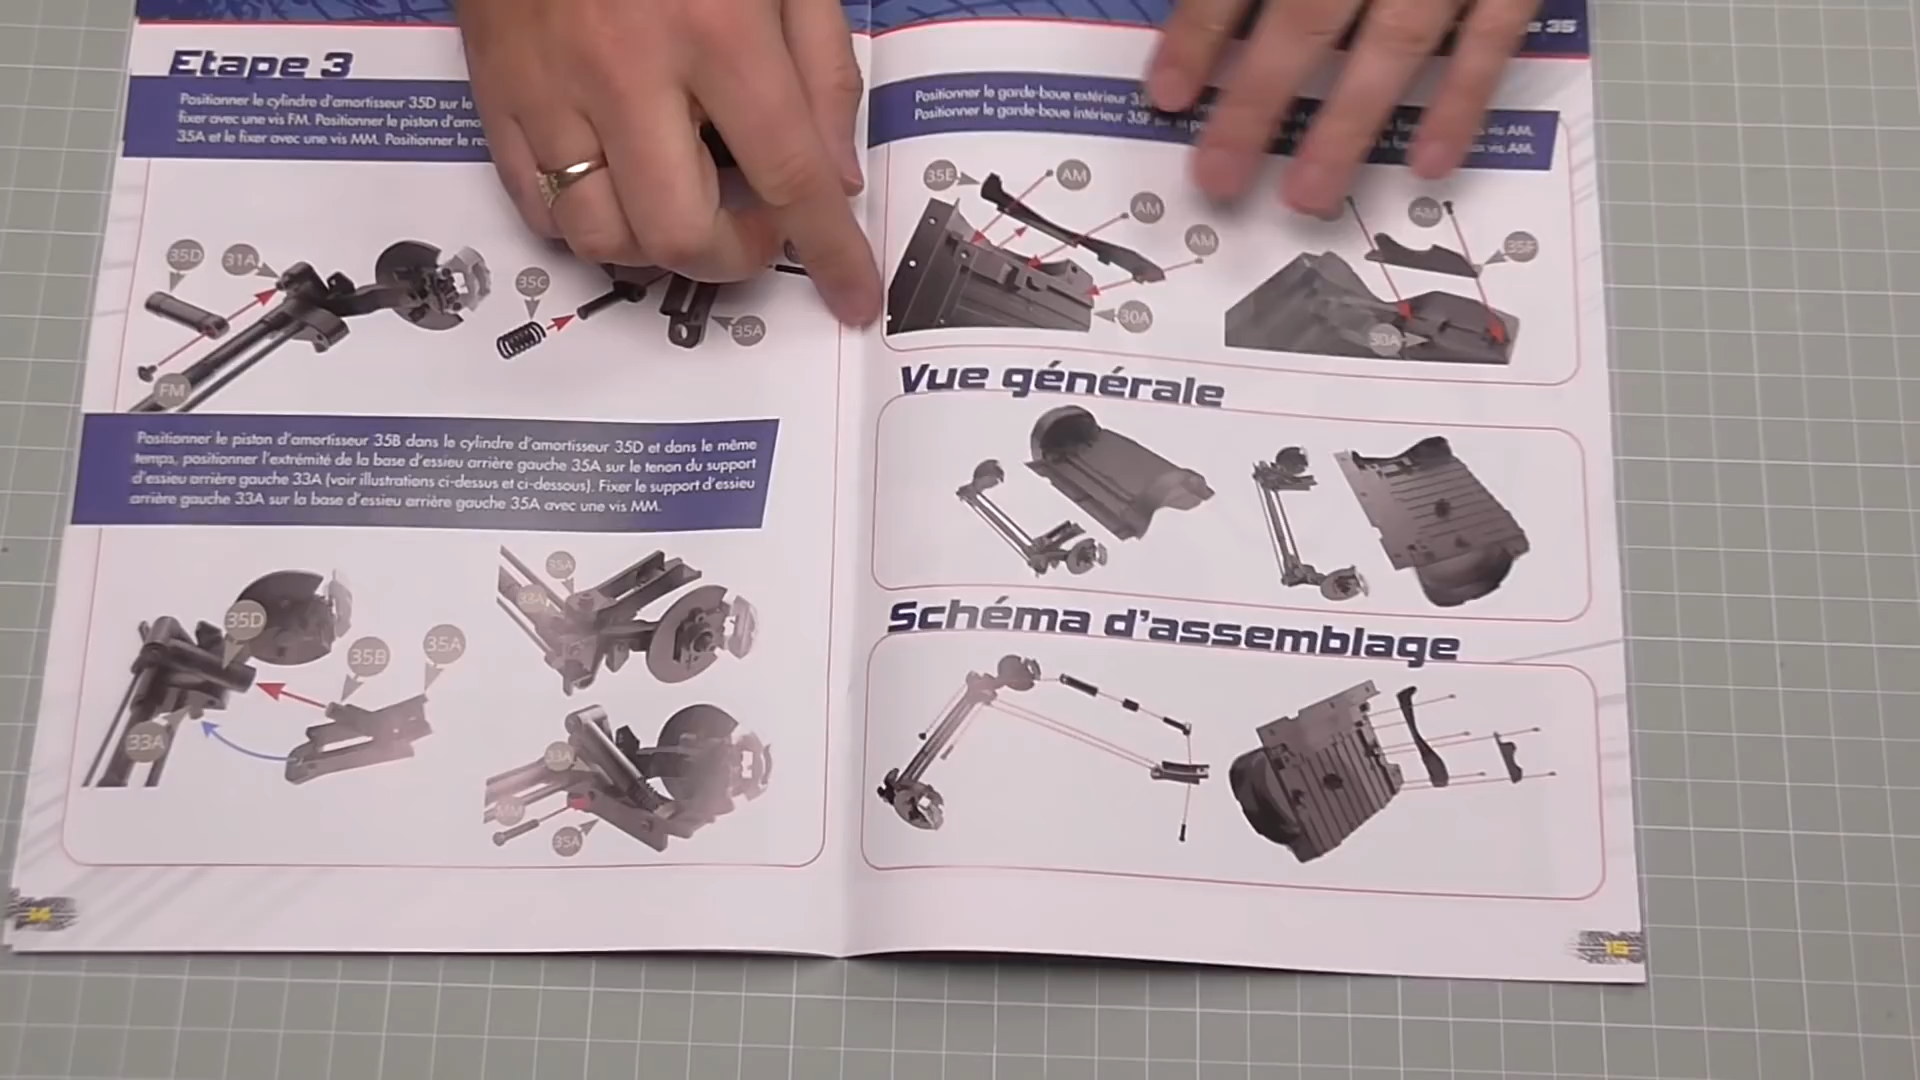 35
Etape 3
Positionner le cylindre d'amortisseur 35D sur le
fixer avec une vis FM. Positionner le piston d'amo
35A et le fixer avec une vis MM. Positionner le re
35D
31A
FM
35C
35A
Positionner le piston d'amortisseur 35B dans le cylindre d'amortisseur 35D et dans le même
temps, positionner l'extrémité de la base d'essieu arrière gauche 35A sur le tenon du support
d'essieu arrière gauche 33A (voir illustrations ci-dessus et ci-dessous). Fixer le support d'essieu
arrière gauche 33A sur la base d'essieu arrière gauche 35A avec une vis MM.
35D
35B
35A
33A
35A
33A
33A
MM
35A
14
Positionner le garde-boue extérieur
vis AM.
Positionner le garde-boue intérieur 35F
vis AM.
35E
AM
AM
AM
30A
AM
35F
30A
Vue générale
Schéma d'assemblage
15